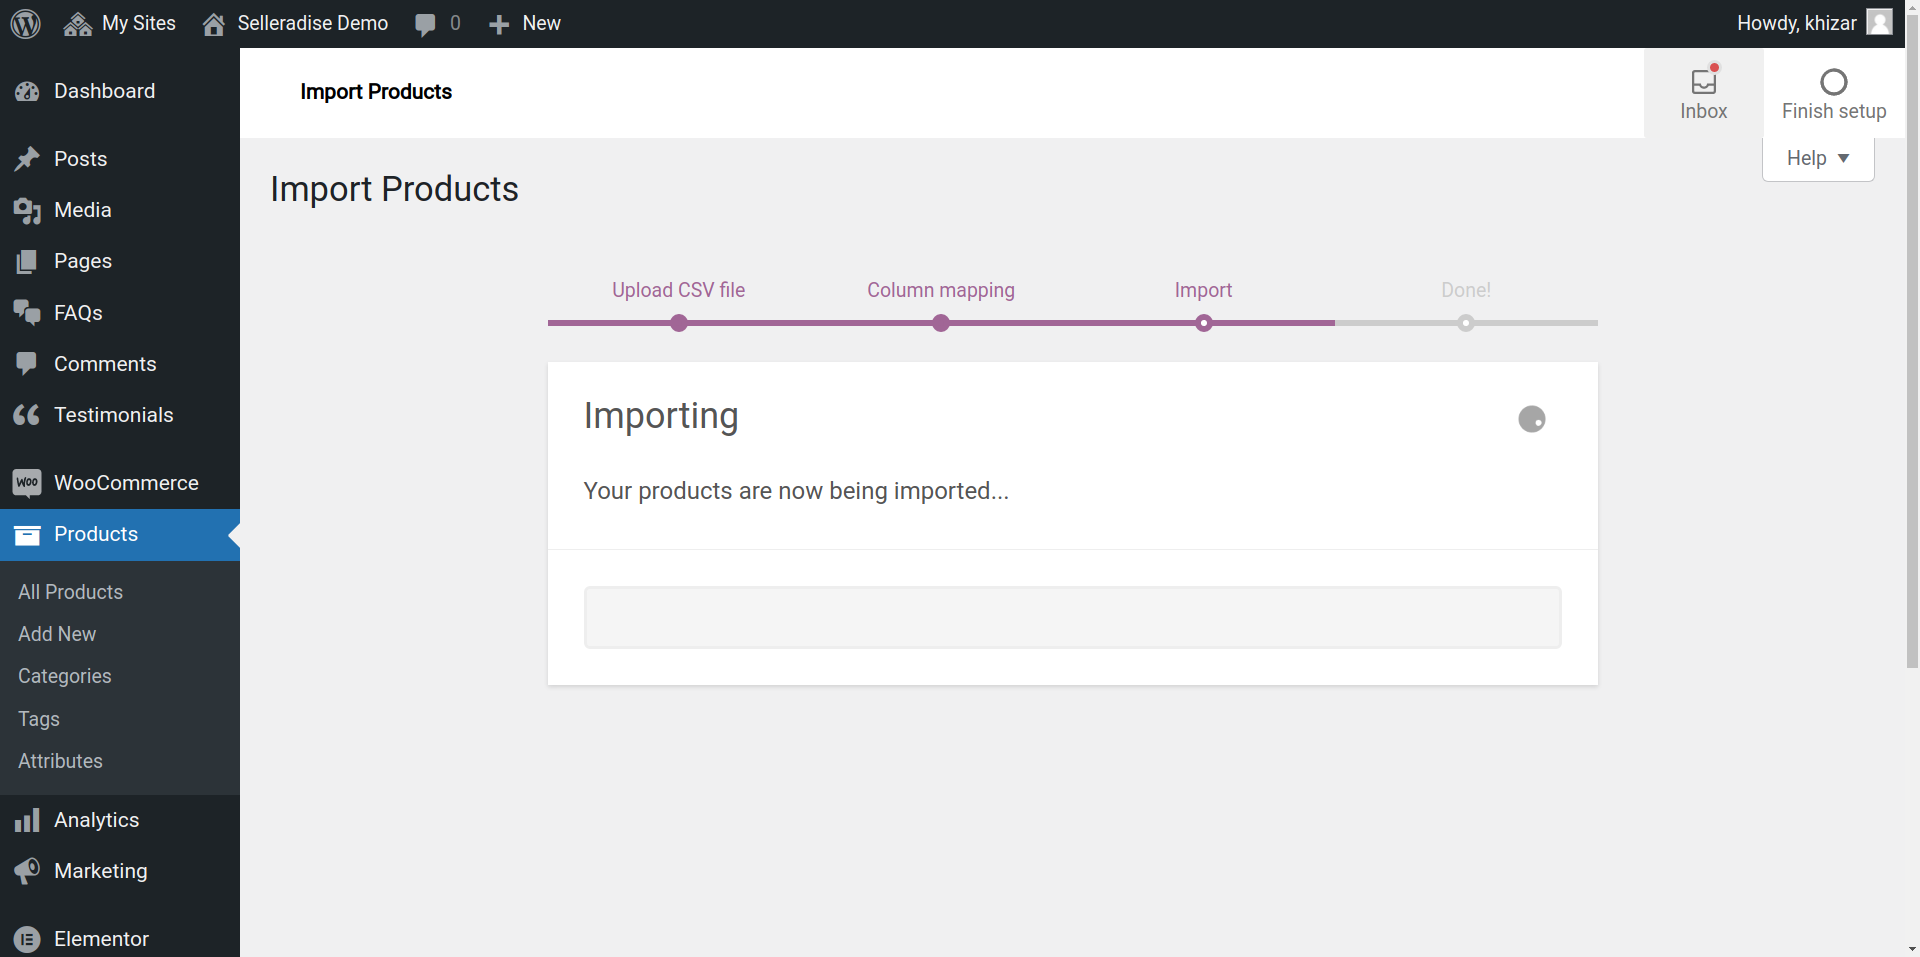 My Sites
Selleradise Demo
0
New
Howdy, khizar
Dashboard
Posts
Media
Pages
FAQs
Comments
Testimonials
Woo WooCommerce
Products
All Products
Add New
Categories
Tags
Attributes
Analytics
Marketing
Elementor
Import Products
Inbox
Finish setup
Help
Import Products
Upload CSV file
Column mapping
Import
Done!
Importing
Your products are now being imported...